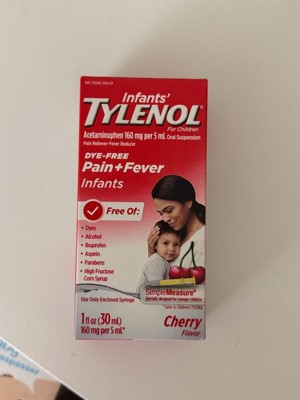 Infants'
TYLENOL®
For Children
Acetaminophen 160 mg per 5 mL Oral Suspension
Pain Reliever-Fever Reducer
DYE-FREE
Pain+Fever
Infants
Free Of:
• Dyes
• Alcohol
• Ibuprofen
• Aspirin
• Parabens
• High Fructose
Corn Syrup
SimpleMeasure®
Use Only Enclosed Syringe
1 fl oz (30 mL)
160 mg per 5 mL*
Cherry
Flavor